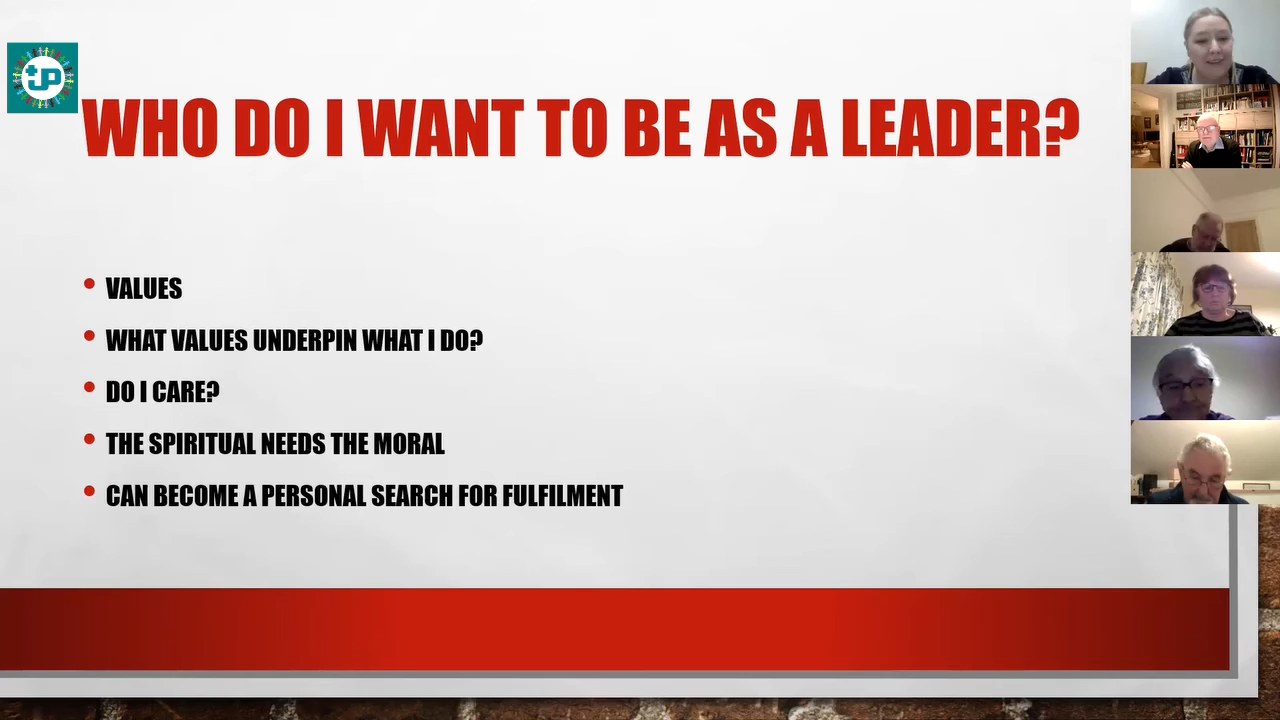 WHO DO I WANT TO BE AS A LEADER?
VALUES
WHAT VALUES UNDERPIN WHAT I DO?
DO I CARE?
THE SPIRITUAL NEEDS THE MORAL
CAN BECOME A PERSONAL SEARCH FOR FULFILMENT